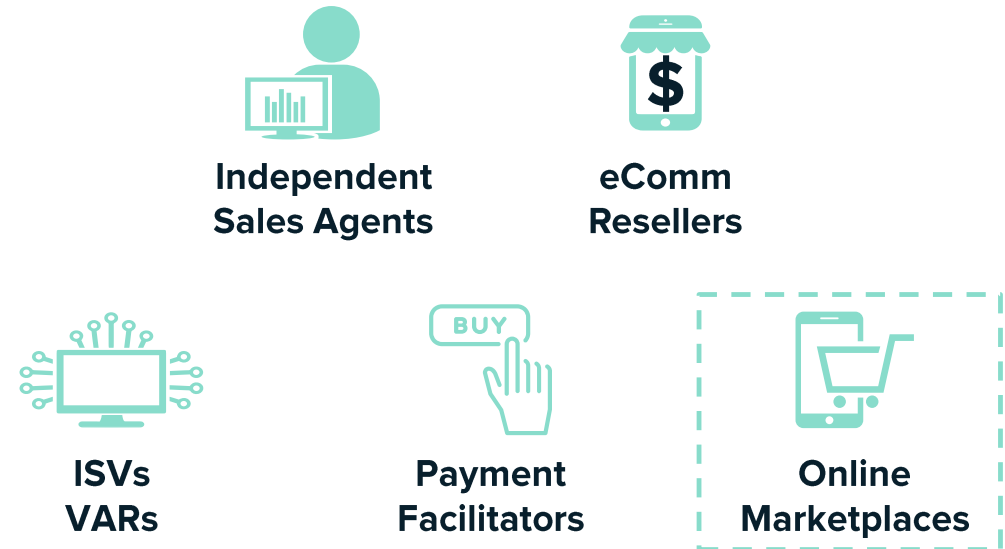 $
Independent
Sales Agents
eComm
Resellers
BUY
ISVs
VARs
Payment
Facilitators
Online
Marketplaces